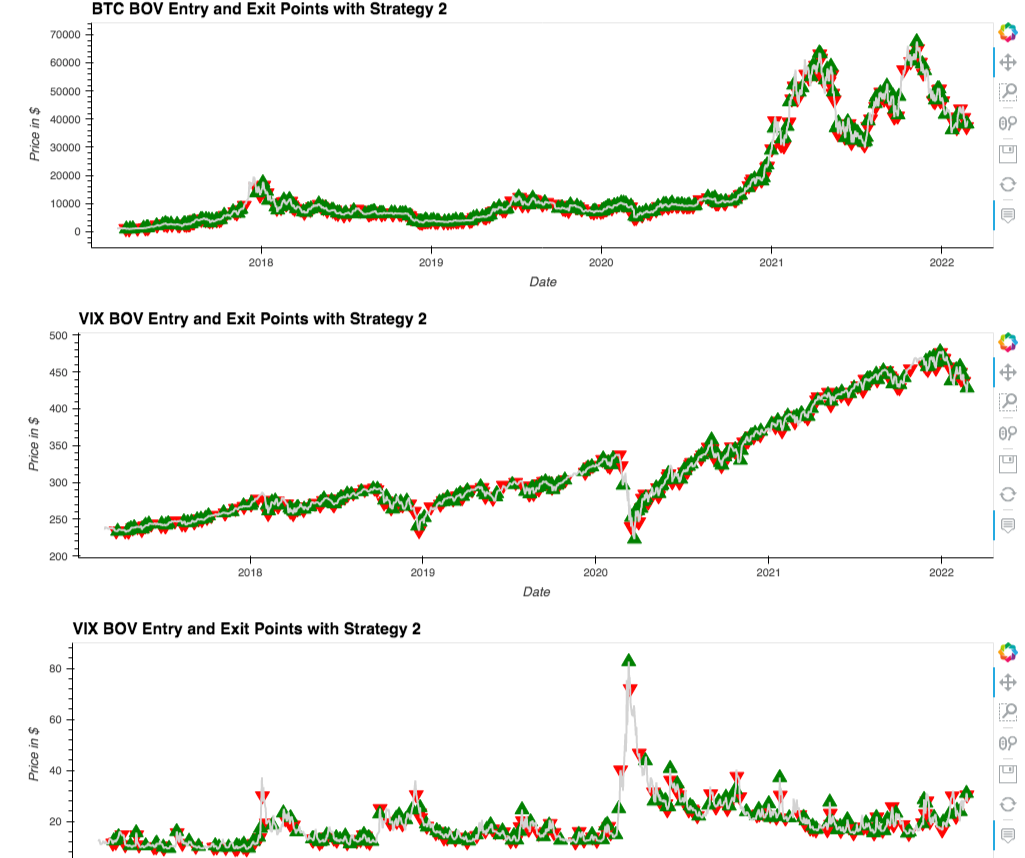 BTC BOV Entry and Exit Points with Strategy 2
70000
60000
50000
40000
30000
20000
10000
0
Price in $
2018 2019 2020 2021 2022
Date
VIX BOV Entry and Exit Points with Strategy 2
500
450
400
350
300
250
200
Price in $
2018 2019 2020 2021 2022
Date
VIX BOV Entry and Exit Points with Strategy 2
80
60
40
20
Price in $